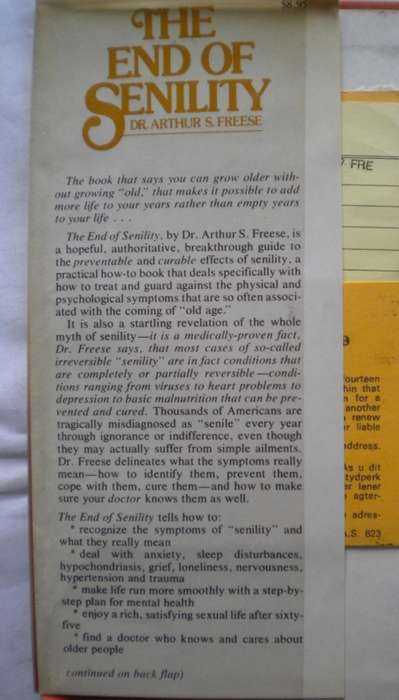 $8.95
THE
END OF
SENILITY
DR. ARTHUR S. FREESE
The book that says you can grow older with-
out growing "old," that makes it possible to add
more life to your years rather than empty years
to your life . . .
The End of Senility, by Dr. Arthur S. Freese, is
a hopeful, authoritative, breakthrough guide to
the preventable and curable effects of senility, a
practical how-to book that deals specifically with
how to treat and guard against the physical and
psychological symptoms that are so often associ-
ated with the coming of "old age."
It is also a startling revelation of the whole
myth of senility—it is a medically-proven fact,
Dr. Freese says, that most cases of so-called
irreversible "senility" are in fact conditions that
are completely or partially reversible—condi-
tions ranging from viruses to heart problems to
depression to basic malnutrition that can be pre-
vented and cured. Thousands of Americans are
tragically misdiagnosed as "senile" every year
through ignorance or indifference, even though
they may actually suffer from simple ailments.
Dr. Freese delineates what the symptoms really
mean—how to identify them, prevent them,
cope with them, cure them—and how to make
sure your doctor knows them as well.
The End of Senility tells how to:
* recognize the symptoms of "senility" and
what they really mean
* deal with anxiety, sleep disturbances,
hypochondriasis, grief, loneliness, nervousness,
hypertension and trauma
* make life run more smoothly with a step-by-
step plan for mental health
* enjoy a rich, satisfying sexual life after sixty-
five
* find a doctor who knows and cares about
older people
(continued on back flap)
FRE
ourteen
hin that
n for a
another
renew
r liable
ddress.
s u dit
tydperk
er lener
agter-
adres-
.S. 623